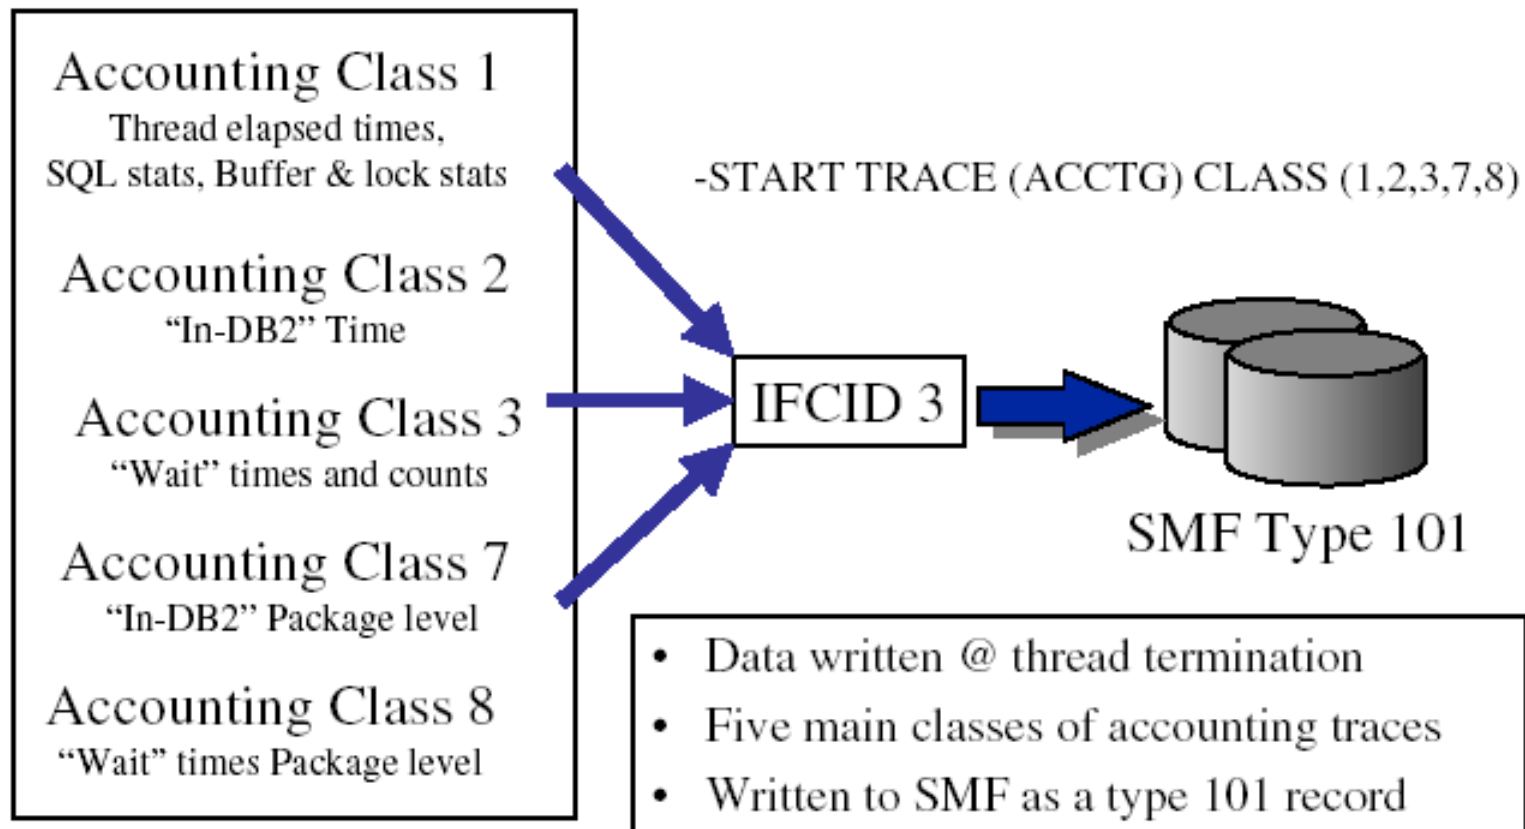 Accounting Class 1
Thread elapsed times,
SQL stats, Buffer & lock stats
Accounting Class 2
“In-DB2” Time
Accounting Class 3
“Wait” times and counts
Accounting Class 7
“In-DB2” Package level
Accounting Class 8
“Wait” times Package level
-START TRACE (ACCTG) CLASS (1,2,3,7,8)
IFCID 3
SMF Type 101
• Data written @ thread termination
• Five main classes of accounting traces
• Written to SMF as a type 101 record